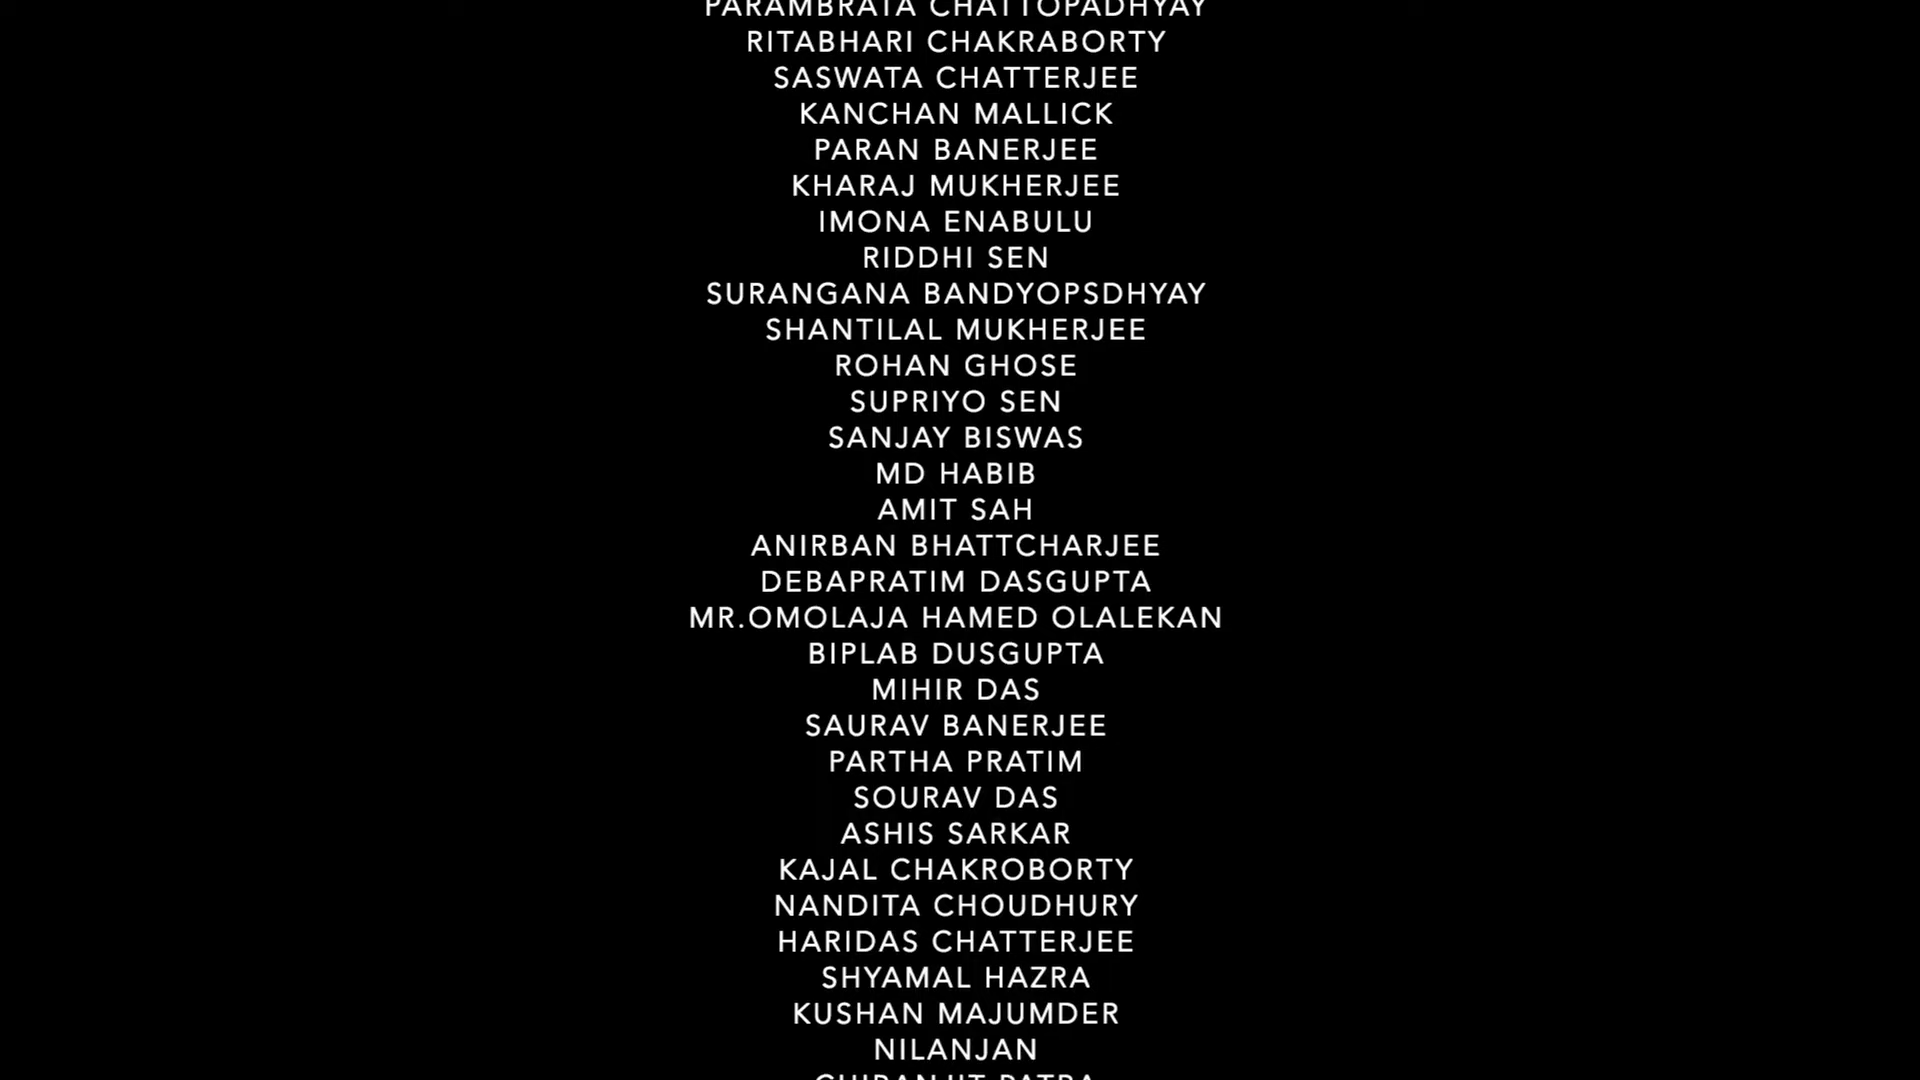 PARAMBRATA CHATTOPADHYAY
RITABHARI CHAKRABORTY
SASWATA CHATTERJEE
KANCHAN MALLICK
PARAN BANERJEE
KHARAJ MUKHERJEE
IMONA ENABULU
RIDDHI SEN
SURANGANA BANDYOPSDHYAY
SHANTILAL MUKHERJEE
ROHAN GHOSE
SUPRIYO SEN
SANJAY BISWAS
MD HABIB
AMIT SAH
ANIRBAN BHATTCHARJEE
DEBAPRATIM DASGUPTA
MR.OMOLAJA HAMED OLALEKAN
BIPLAB DUSGUPTA
MIHIR DAS
SAURAV BANERJEE
PARTHA PRATIM
SOURAV DAS
ASHIS SARKAR
KAJAL CHAKROBORTY
NANDITA CHOUDHURY
HARIDAS CHATTERJEE
SHYAMAL HAZRA
KUSHAN MAJUMDER
NILANJAN